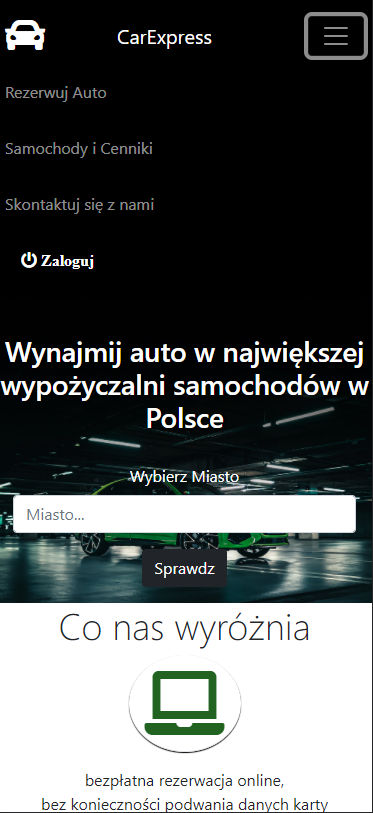 CarExpress
Rezerwuj Auto
Samochody i Cenniki
Skontaktuj się z nami
Zaloguj
Wynajmij auto w największej
wypożyczalni samochodów w
Polsce
Wybierz Miasto
Miasto...
Sprawdz
Co nas wyróżnia
bezpłatna rezerwacja online,
bez konieczności podwania danych karty